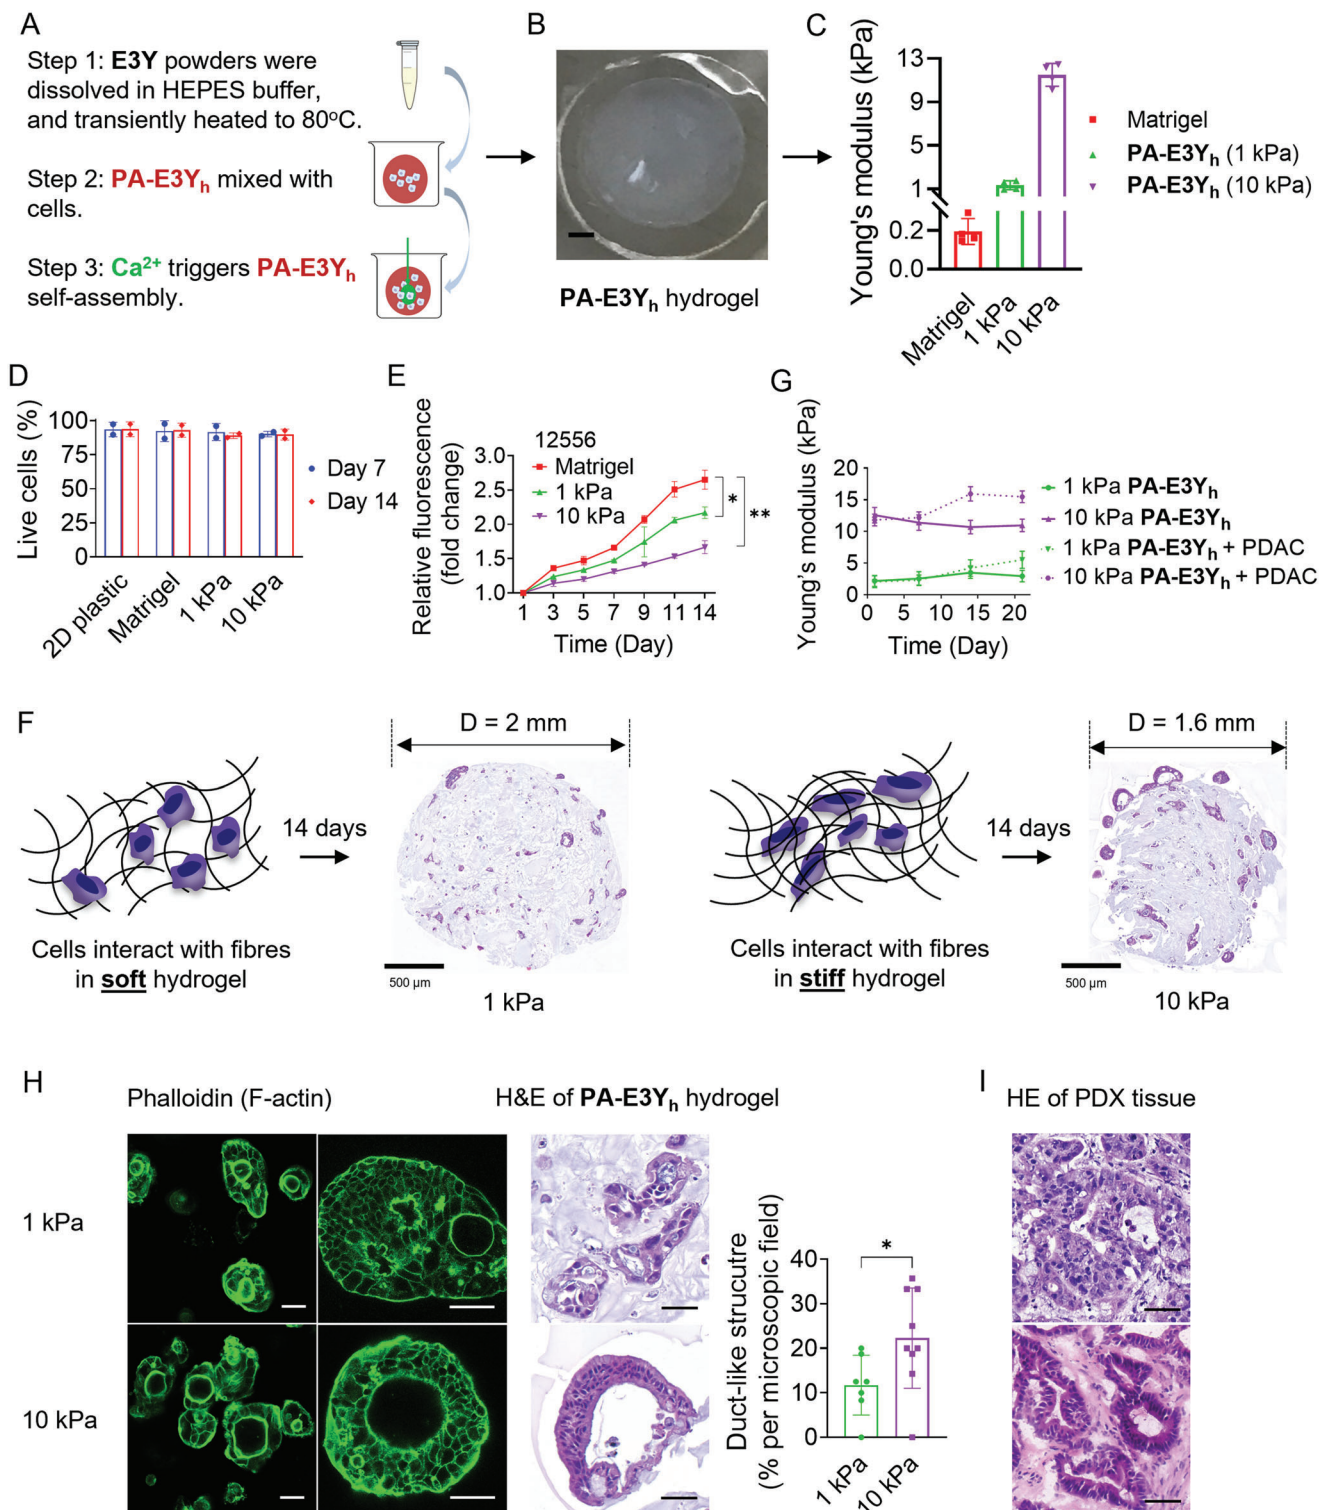 A
Step 1: E3Y powders were
dissolved in HEPES buffer,
and transiently heated to 80°C.
Step 2: PA-E3Yh mixed with
cells.
Step 3: Ca2+ triggers PA-E3Yh
self-assembly.
B
PA-E3Yh hydrogel
C
Young's modulus (kPa)
13
9
5
1
0.2
0.0
Matrigel
1 kPa
10 kPa
Matrigel
PA-E3Yh (1 kPa)
PA-E3Yh (10 kPa)
D
Live cells (%)
100
75
50
25
0
2D plastic
Matrigel
1 kPa
10 kPa
Day 7
Day 14
E
Relative fluorescence
(fold change)
12556
3.0
2.5
2.0
1.5
1.0
Matrigel
1 kPa
10 kPa
*
**
1 3 5 7 9 11 14
Time (Day)
G
Young's modulus (kPa)
20
15
10
5
0
0 5 10 15 20
Time (Day)
1 kPa PA-E3Yh
10 kPa PA-E3Yh
1 kPa PA-E3Yh + PDAC
10 kPa PA-E3Yh + PDAC
F
Cells interact with fibres
in soft hydrogel
14 days
D = 2 mm
500 µm
1 kPa
Cells interact with fibres
in stiff hydrogel
14 days
D = 1.6 mm
500 µm
10 kPa
H
Phalloidin (F-actin)
H&E of PA-E3Yh hydrogel
1 kPa
10 kPa
Duct-like strucutre
(% per microscopic field)
40
30
20
10
0
*
1 kPa
10 kPa
I
HE of PDX tissue